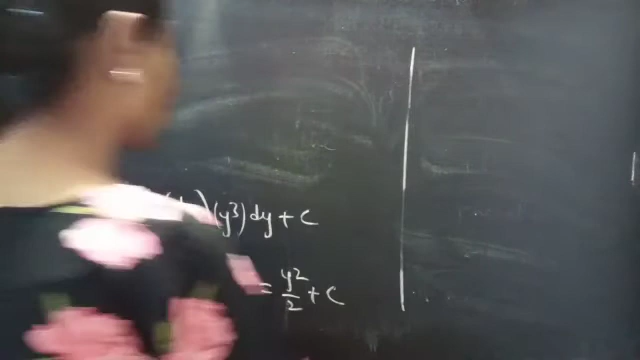 (y³) dy + c
= y²/2 + c